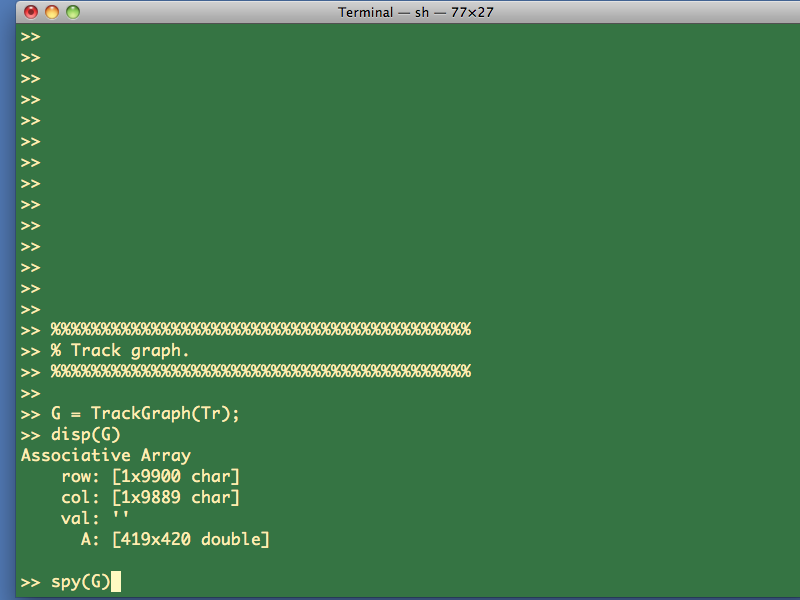 Terminal — sh — 77×27
>>
>>
>>
>>
>>
>>
>>
>>
>>
>>
>>
>>
>>
>>
>> %%%%%%%%%%%%%%%%%%%%%%%%%%%%%%%%%%%%%%%%%%
>> % Track graph.
>> %%%%%%%%%%%%%%%%%%%%%%%%%%%%%%%%%%%%%%%%%%
>>
>> G = TrackGraph(Tr);
>> disp(G)
Associative Array
    row: [1x9900 char]
    col: [1x9889 char]
    val: ''
      A: [419x420 double]
>> spy(G)